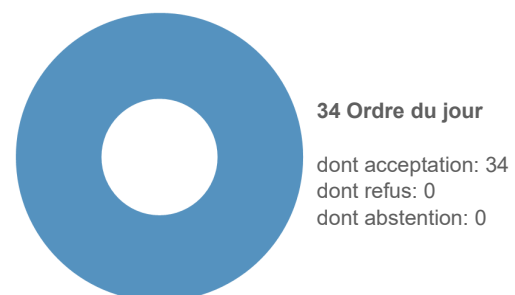 34 Ordre du jour
dont acceptation: 34
dont refus: 0
dont abstention: 0